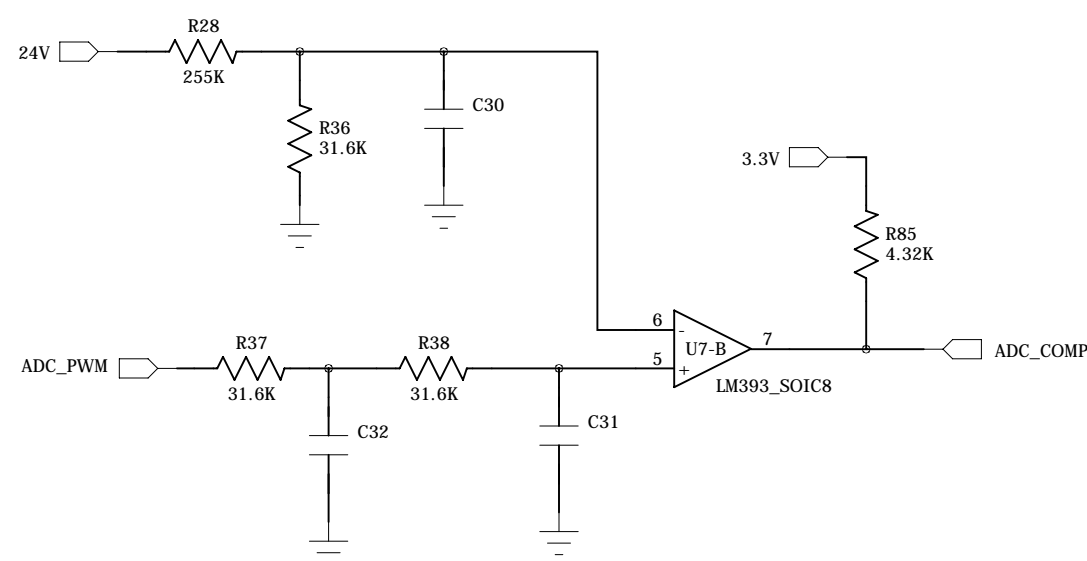 R28
24V
255K
C30
R36
31.6K
3.3V
R85
4.32K
6
-
7
U7-B
R37
R38
5
+
ADC_PWM
ADC_COMP
31.6K
31.6K
LM393_SOIC8
C32
C31